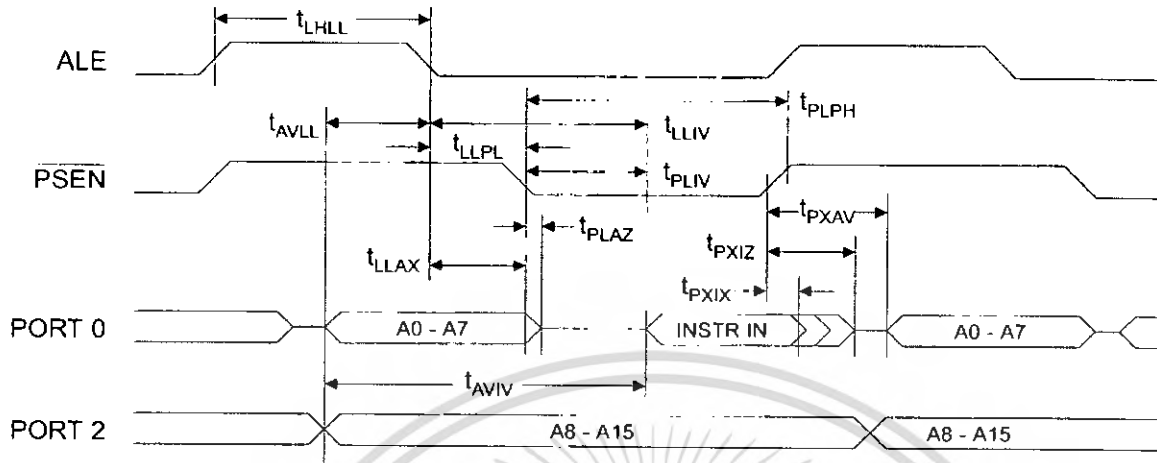 tLHLL
ALE
tPLPH
tAVLL
tLLIV
tLLPL
PSEN
tPLIV
tPXAV
tPLAZ
tPXIZ
tLLAX
tPXIX
PORT 0
A0 - A7
INSTR IN
A0 - A7
tAVIV
PORT 2
A8 - A15
A8 - A15